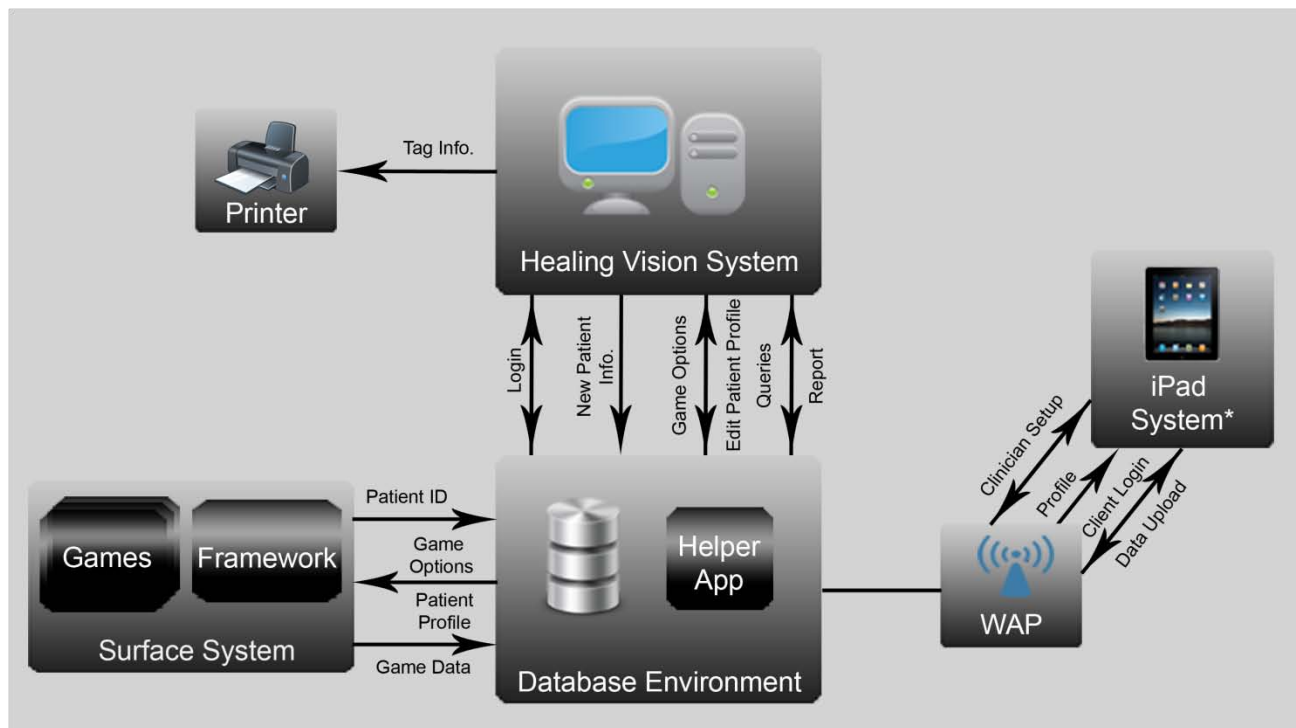 Tag Info.
Printer
Healing Vision System
Login
New Patient
Info.
Game Options
Edit Patient Profile
Queries
Report
iPad
System*
Clinician Setup
Profile
Client Login
Data Upload
WAP
Games
Framework
Surface System
Patient ID
Game
Options
Patient
Profile
Game Data
Helper
App
Database Environment